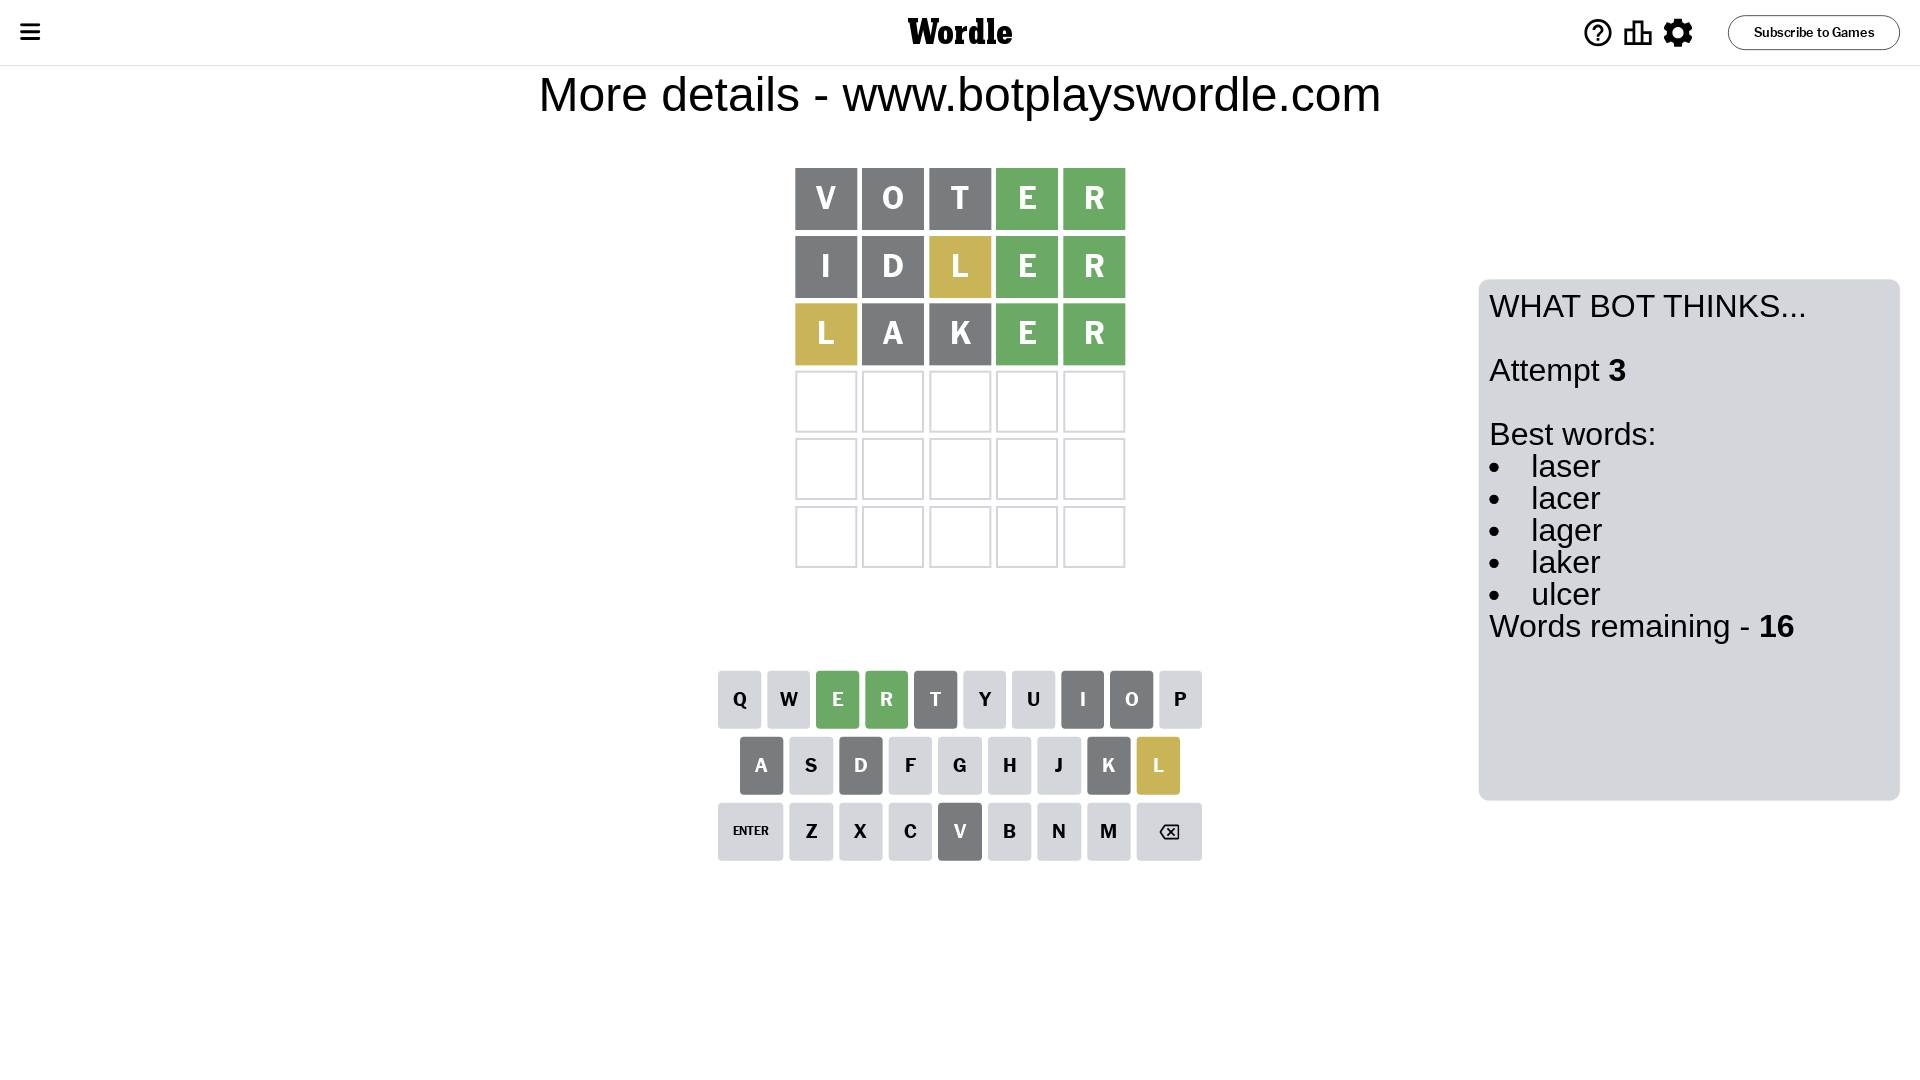 Wordle
Subscribe to Games
More details - www.botplayswordle.com
V O T E R
I D L E R
L A K E R
WHAT BOT THINKS...
Attempt 3
Best words:
• laser
• lacer
• lager
• laker
• ulcer
Words remaining - 16
Q W E R T Y U I O P
A S D F G H J K L
ENTER Z X C V B N M